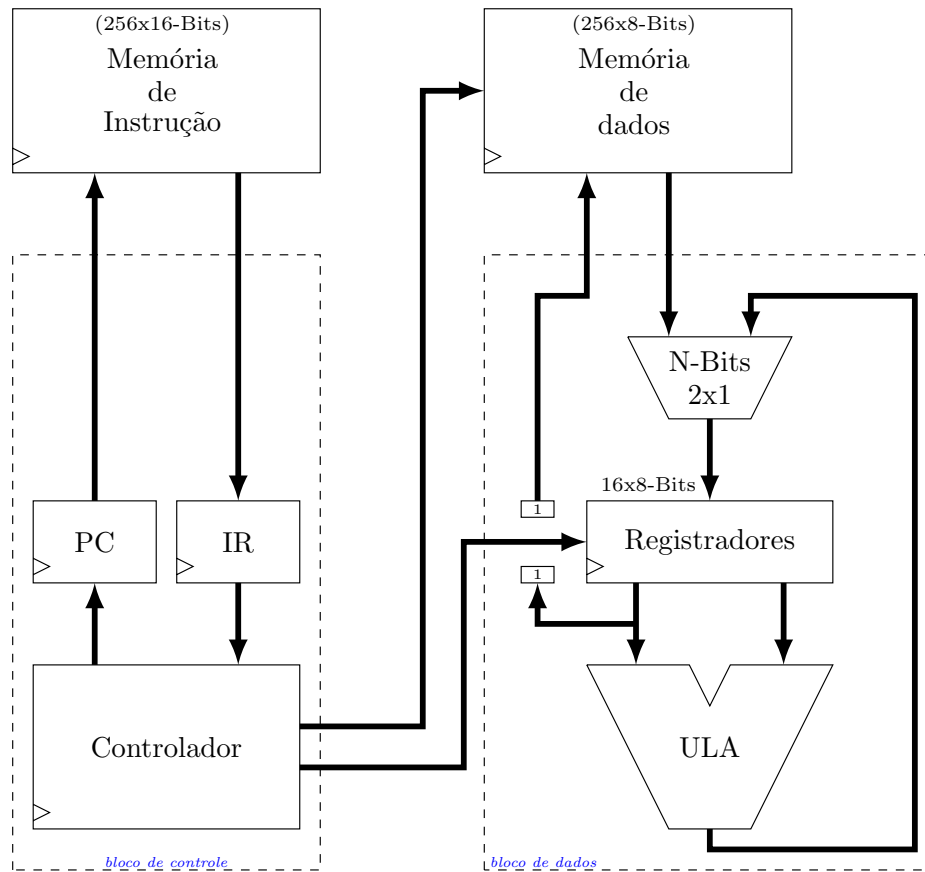 (256x16-Bits)
Memória
de
Instrução
(256x8-Bits)
Memória
de
dados
N-Bits
2x1
16x8-Bits
1
PC
IR
Registradores
1
Controlador
ULA
bloco de controle
bloco de dados